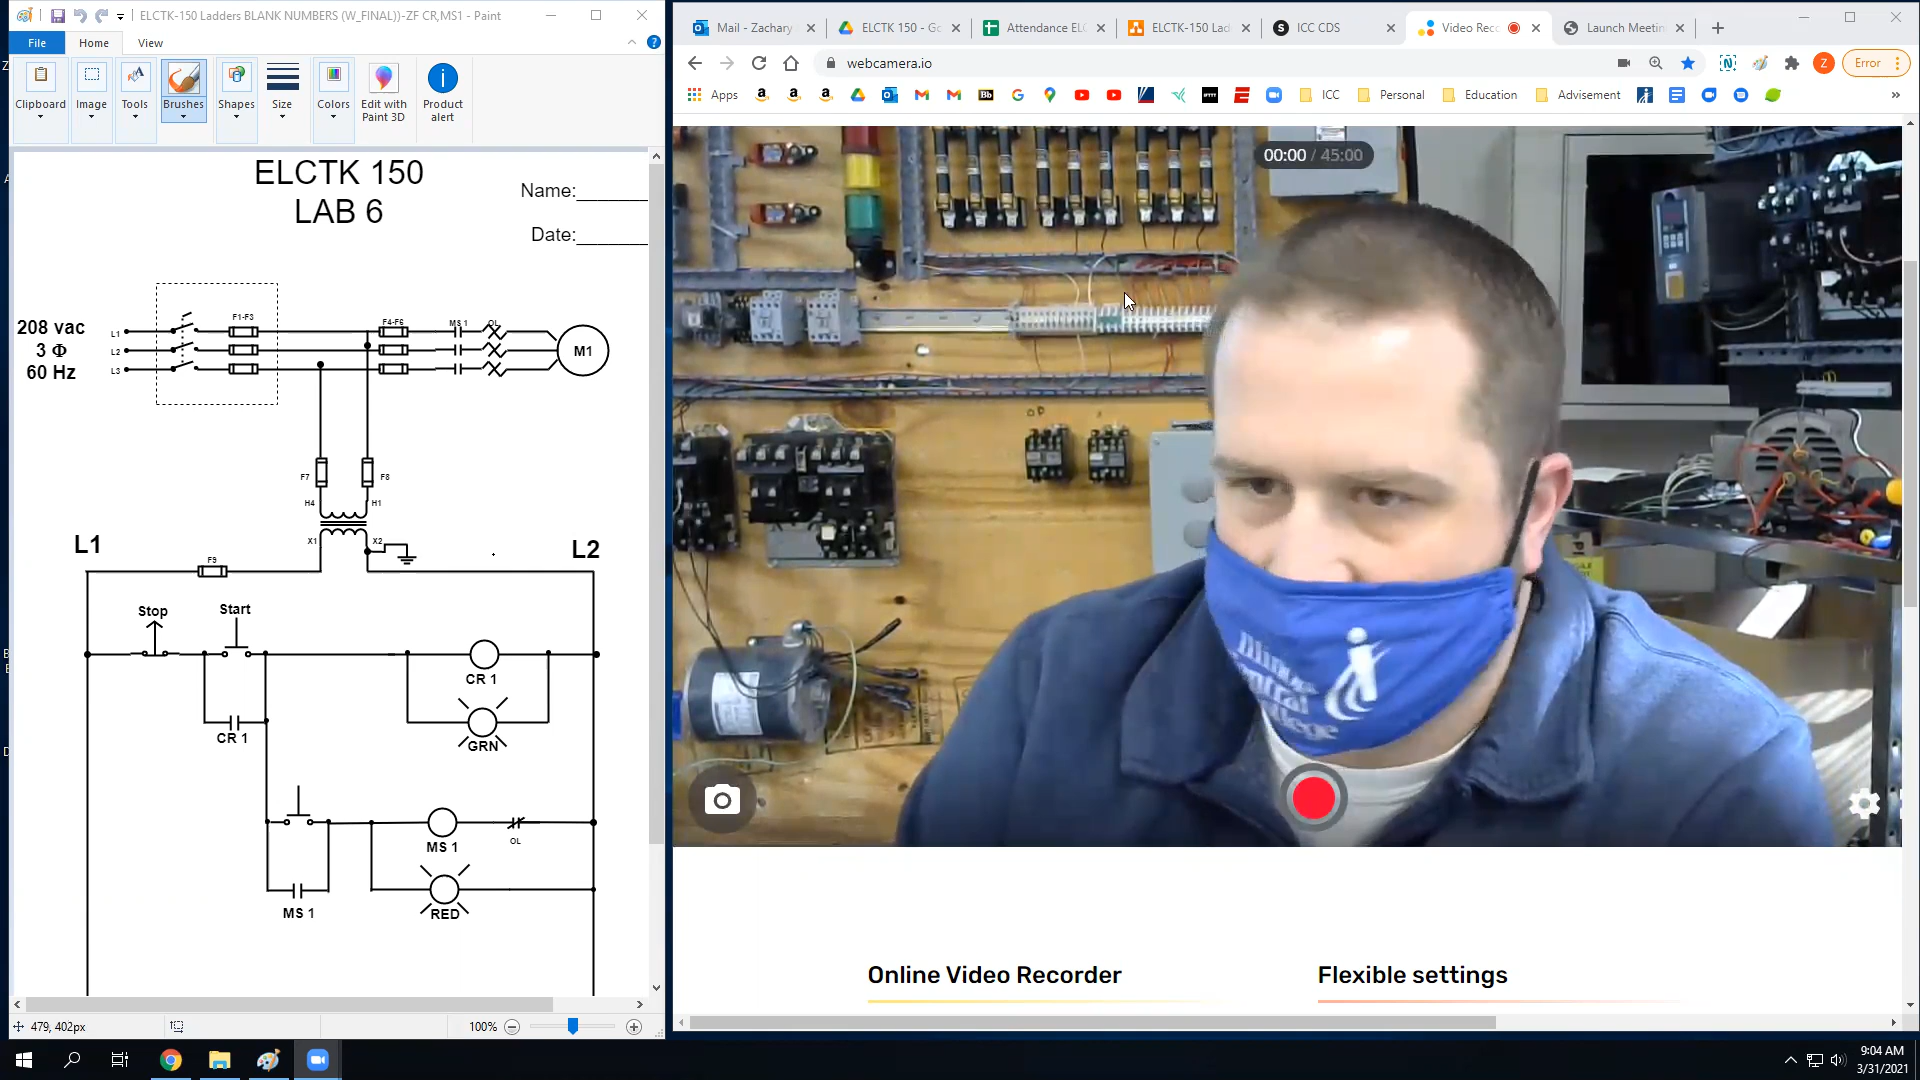 ELCTK-150 Ladders BLANK NUMBERS (W_FINAL))-ZF CR,MS1 - Paint
File
Home
View
Clipboard
Image
Tools
Brushes
Shapes
Size
Colors
Edit with
Paint 3D
Product
alert
ELCTK 150
LAB 6
Name:_______
Date:_______
208 vac
3 Φ
60 Hz
L1
L2
L3
F1-F3
F4-F6
MS 1
OL
M1
F7
F8
H4
H1
X1
X2
L1
L2
F9
Stop
Start
CR 1
CR 1
GRN
MS 1
OL
MS 1
RED
479, 402px
100%
Mail - Zachary
ELCTK 150 - Go
Attendance ELC
ELCTK-150 Lad
ICC CDS
Video Rec
Launch Meetin
webcamera.io
Error
Apps
ICC
Personal
Education
Advisement
00:00 / 45:00
Online Video Recorder
Flexible settings
9:04 AM
3/31/2021